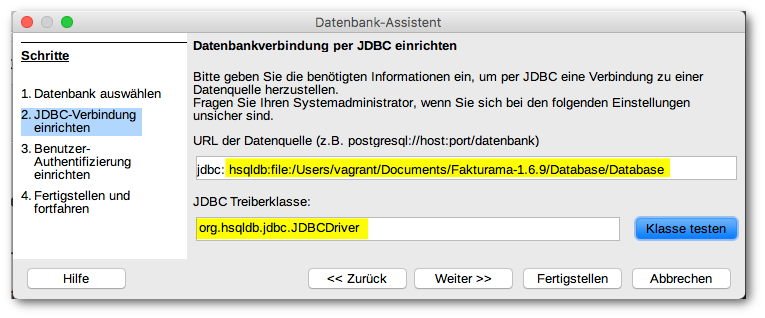 Datenbank-Assistent
Schritte
1. Datenbank auswählen
2. JDBC-Verbindung
einrichten
3. Benutzer-
Authentifizierung
einrichten
4. Fertigstellen und
fortfahren
Datenbankverbindung per JDBC einrichten
Bitte geben Sie die benötigten Informationen ein, um per JDBC eine Verbindung zu einer
Datenquelle herzustellen.
Fragen Sie Ihren Systemadministrator, wenn Sie sich bei den folgenden Einstellungen
unsicher sind.
URL der Datenquelle (z.B. postgresql://host:port/datenbank)
jdbc: hsqldb:file:/Users/vagrant/Documents/Fakturama-1.6.9/Database/Database
JDBC Treiberklasse:
org.hsqldb.jdbc.JDBCDriver
Klasse testen
Hilfe
<< Zurück
Weiter >>
Fertigstellen
Abbrechen